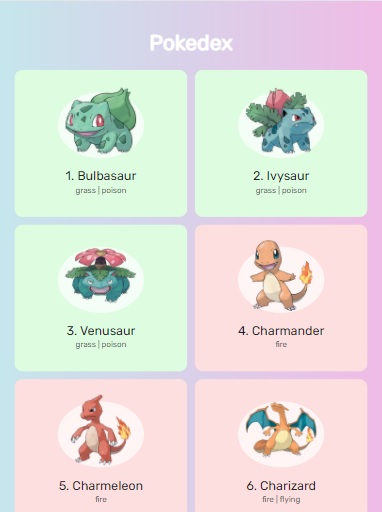 Pokedex
1. Bulbasaur
grass | poison
2. Ivysaur
grass | poison
3. Venusaur
grass | poison
4. Charmander
fire
5. Charmeleon
fire
6. Charizard
fire | flying